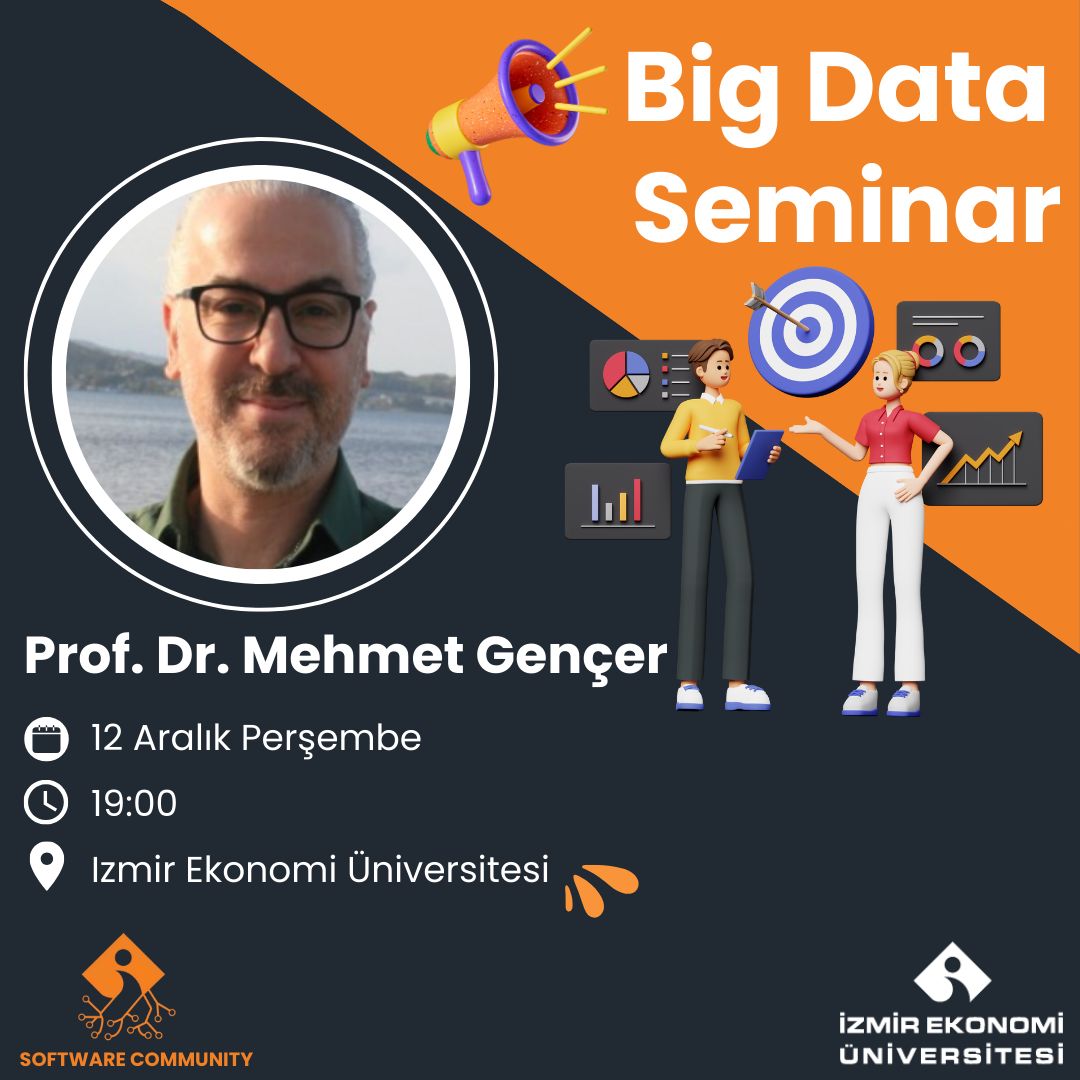 Big Data
Seminar
Prof. Dr. Mehmet Gençer
12 Aralık Perşembe
19:00
Izmir Ekonomi Üniversitesi
SOFTWARE COMMUNITY
İZMİR EKONOMİ
ÜNİVERSİTESİ